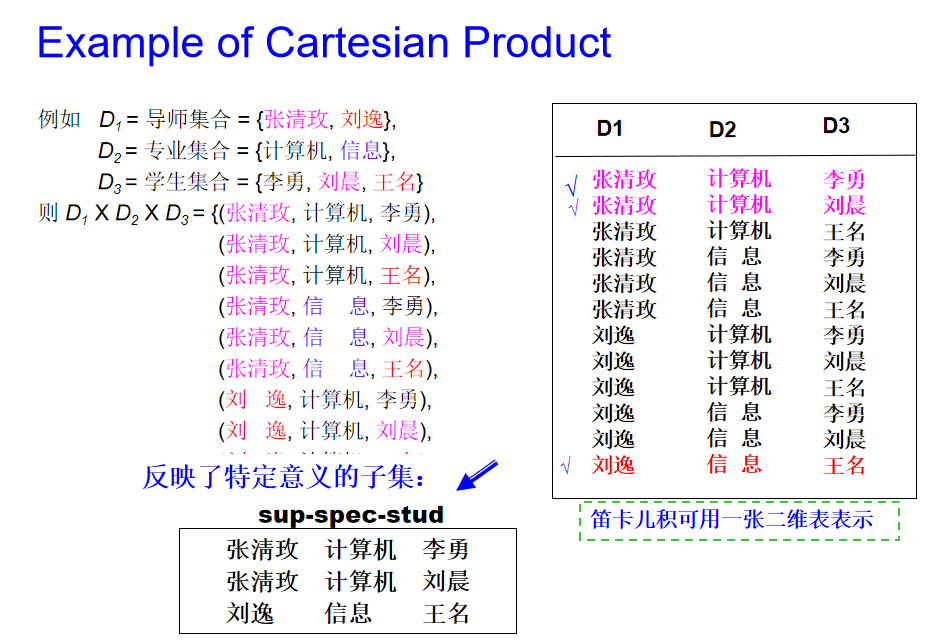 Example of Cartesian Product
例如 D1 = 导师集合 = {张清玫, 刘逸},
D2 = 专业集合 = {计算机, 信息},
D3 = 学生集合 = {李勇, 刘晨, 王名}
则 D1 X D2 X D3 = {(张清玫, 计算机, 李勇),
(张清玫, 计算机, 刘晨),
(张清玫, 计算机, 王名),
(张清玫, 信 息, 李勇),
(张清玫, 信 息, 刘晨),
(张清玫, 信 息, 王名),
(刘 逸, 计算机, 李勇),
(刘 逸, 计算机, 刘晨),
反映了特定意义的子集：
sup-spec-stud
张清玫 计算机 李勇
张清玫 计算机 刘晨
刘逸 信息 王名
D1 D2 D3
√ 张清玫 计算机 李勇
√ 张清玫 计算机 刘晨
张清玫 计算机 王名
张清玫 信 息 李勇
张清玫 信 息 刘晨
张清玫 信 息 王名
刘逸 计算机 李勇
刘逸 计算机 刘晨
刘逸 计算机 王名
刘逸 信 息 李勇
刘逸 信 息 刘晨
√ 刘逸 信 息 王名
笛卡儿积可用一张二维表表示